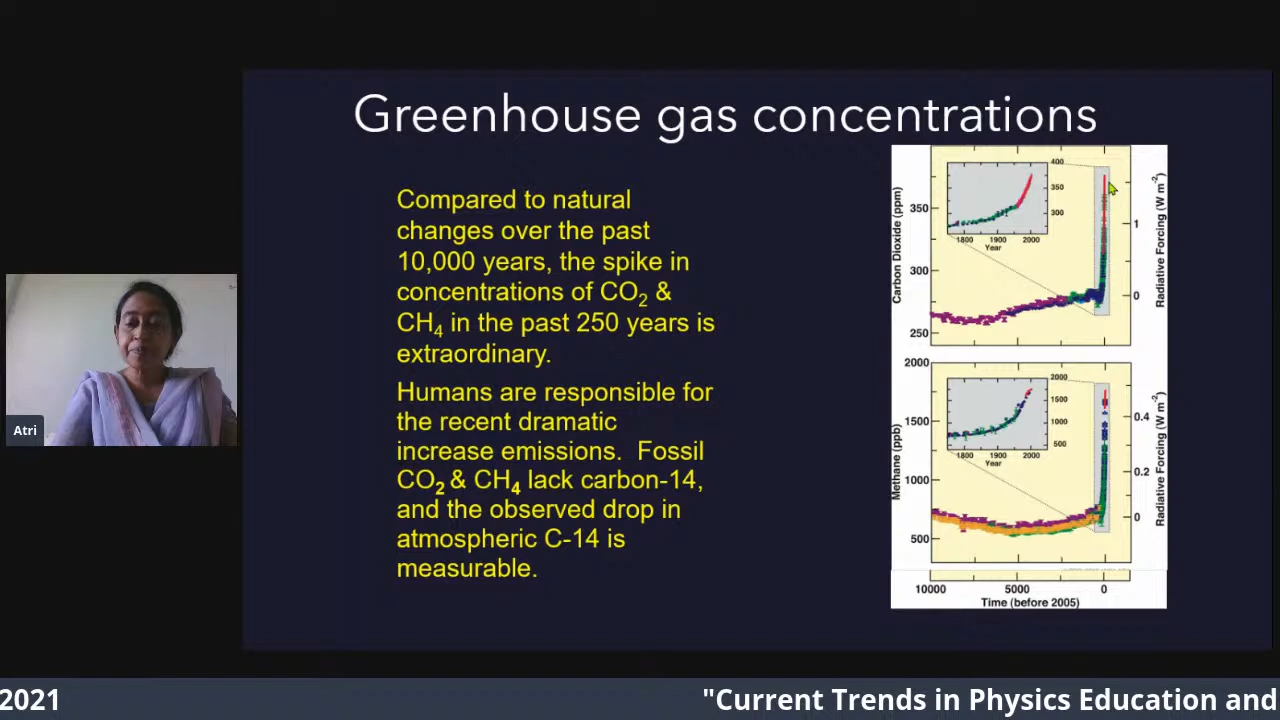 Greenhouse gas concentrations
Compared to natural
changes over the past
10,000 years, the spike in
concentrations of CO2 &
CH4 in the past 250 years is
extraordinary.
Humans are responsible for
the recent dramatic
increase emissions. Fossil
CO2 & CH4 lack carbon-14,
and the observed drop in
atmospheric C-14 is
measurable.
Carbon Dioxide (ppm)
350
300
250
400
350
300
1800 1900 2000
Year
1
0
Radiative Forcing (W m-2)
Methane (ppb)
2000
1500
1000
500
2000
1500
1000
500
1800 1900 2000
Year
0.4
0.2
0
Radiative Forcing (W m-2)
10000 5000 0
Time (before 2005)
Atri
2021 "Current Trends in Physics Education and